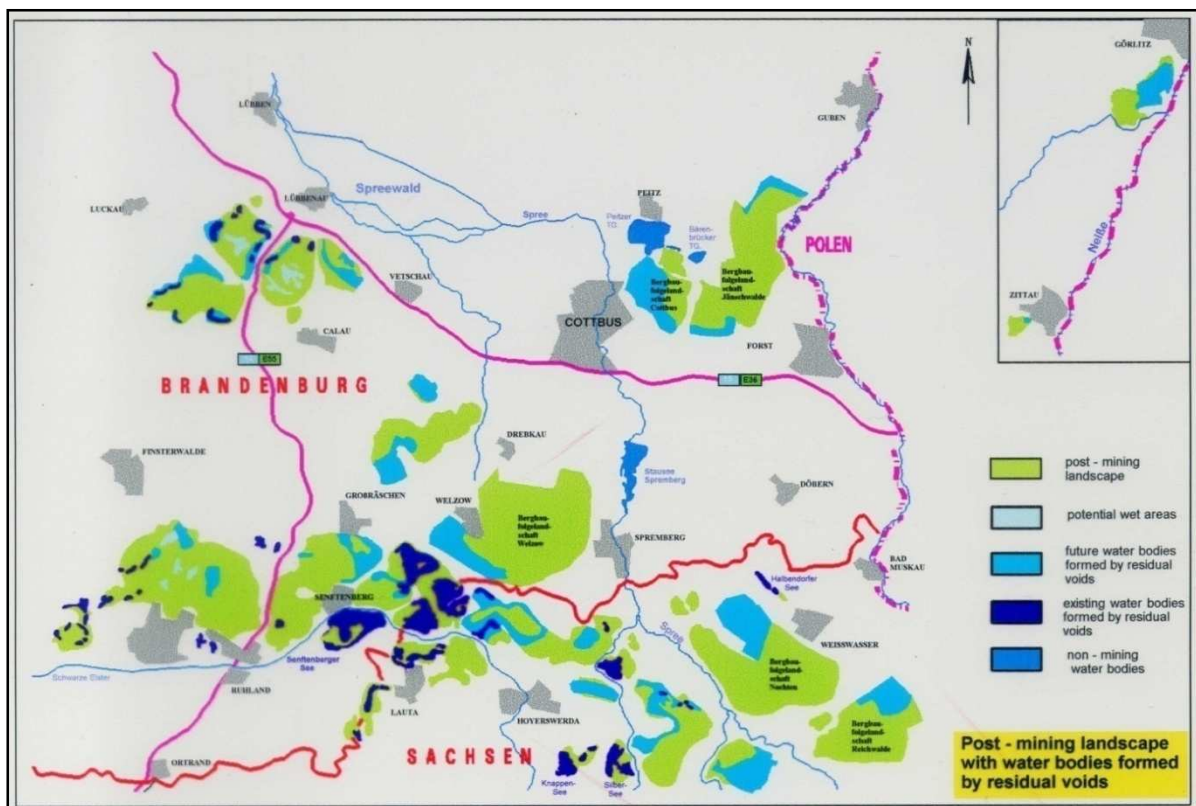 N
GÖRLITZ
LÜBBEN
GUBEN
LUCKAU
LÜBBENAU
Spreewald
Spree
PEITZ
Peitzer
TG.
Bären-
brücker
TG.
POLEN
Neiße
VETSCHAU
Bergbau-
folgeland-
schaft
Cottbus
Bergbau-
folgeland-
schaft
Jänschwalde
ZITTAU
COTTBUS
CALAU
FORST
E55
BRANDENBURG
E36
DREBKAU
FINSTERWALDE
Stausee
Spremberg
DÖBERN
GROßRÄSCHEN
WELZOW
Bergbau-
folgeland-
schaft
Welzow
SPREMBERG
BAD
MUSKAU
Halbendorfer
See
SENFTENBERG
Spree
WEISSWASSER
Senftenberger
See
Schwarze Elster
RUHLAND
LAUTA
HOYERSWERDA
Bergbau-
folgeland-
schaft
Nochten
Bergbau-
folgeland-
schaft
Reichwalde
SACHSEN
ORTRAND
Knappen-
See
Silber-
See
post - mining
landscape
potential wet areas
future water bodies
formed by residual
voids
existing water bodies
formed by residual
voids
non - mining
water bodies
Post - mining landscape
with water bodies formed
by residual voids